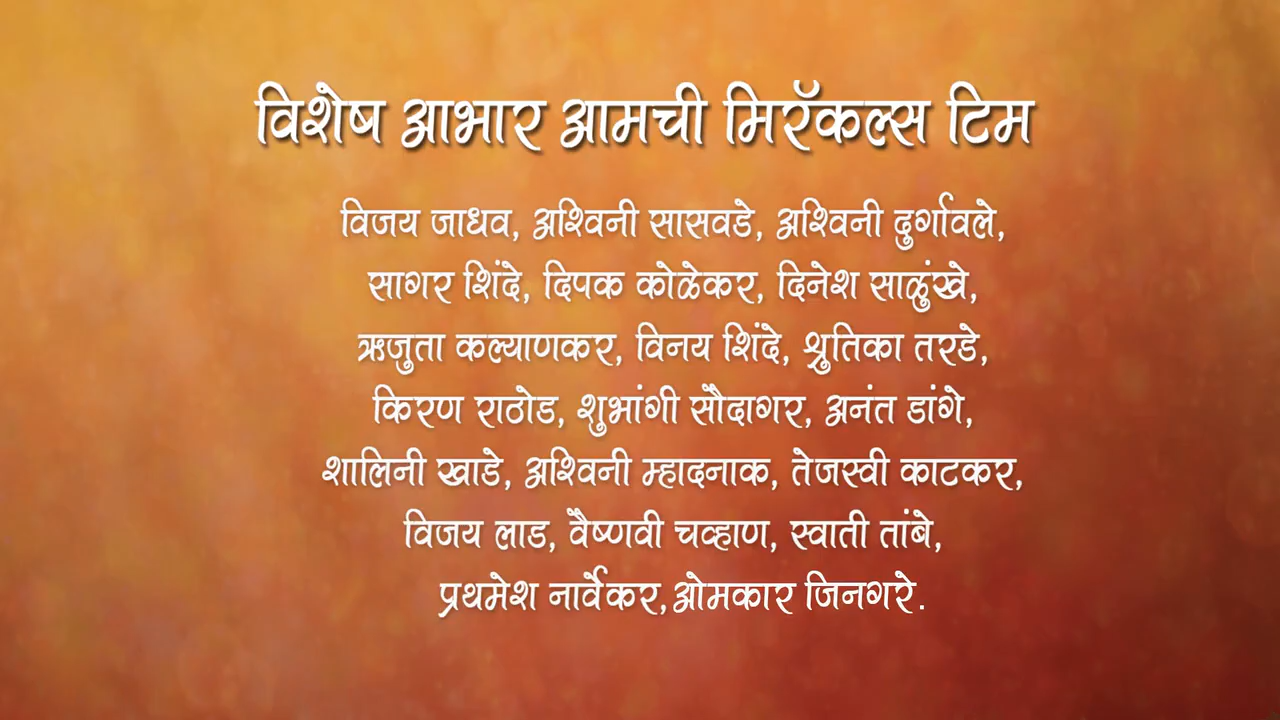 विशेष आभार आमची मिरॅकल्स टिम
विजय जाधव, अश्विनी सासवडे, अश्विनी दुर्गावले,
सागर शिंदे, दिपक कोळेकर, दिनेश साळुंखे,
ऋजुता कल्याणकर, विनय शिंदे, श्रुतिका तरडे,
किरण राठोड, शुभांगी सौदागर, अनंत डांगे,
शालिनी खाडे, अश्विनी म्हादनाक, तेजस्वी काटकर,
विजय लाड, वैष्णवी चव्हाण, स्वाती तांबे,
प्रथमेश नार्वेकर,ओमकार जिनगरे.